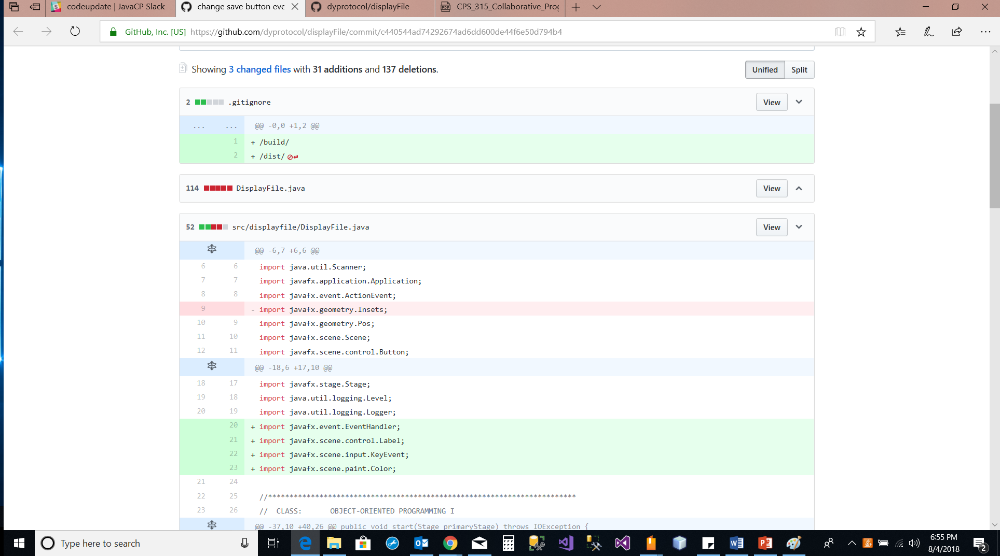 codeupdate | JavaCP Slack
change save button eve
dyprotocol/displayFile
CPS_315_Collaborative_Prog
GitHub, Inc. [US] https://github.com/dyprotocol/displayFile/commit/c440544ad74292674ad6dd600de44f6e50d794b4
Showing 3 changed files with 31 additions and 137 deletions.
Unified Split
2 .gitignore View
... ... @@ -0,0 +1,2 @@
1 + /build/
2 + /dist/
114 DisplayFile.java View
52 src/displayfile/DisplayFile.java View
@@ -6,7 +6,6 @@
6 6 import java.util.Scanner;
7 7 import javafx.application.Application;
8 8 import javafx.event.ActionEvent;
9 - import javafx.geometry.Insets;
10 9 import javafx.geometry.Pos;
11 10 import javafx.scene.Scene;
12 11 import javafx.scene.control.Button;
@@ -18,6 +17,10 @@
18 17 import javafx.stage.Stage;
19 18 import java.util.logging.Level;
20 19 import java.util.logging.Logger;
20 + import javafx.event.EventHandler;
21 + import javafx.scene.control.Label;
22 + import javafx.scene.input.KeyEvent;
23 + import javafx.scene.paint.Color;
21 24
22 25 //************************************************************************
23 26 // CLASS: OBJECT-ORIENTED PROGRAMMING I
@@ -37,10 +40,26 @@ public void start(Stage primaryStage) throws IOException {
Type here to search
6:55 PM
8/4/2018
2